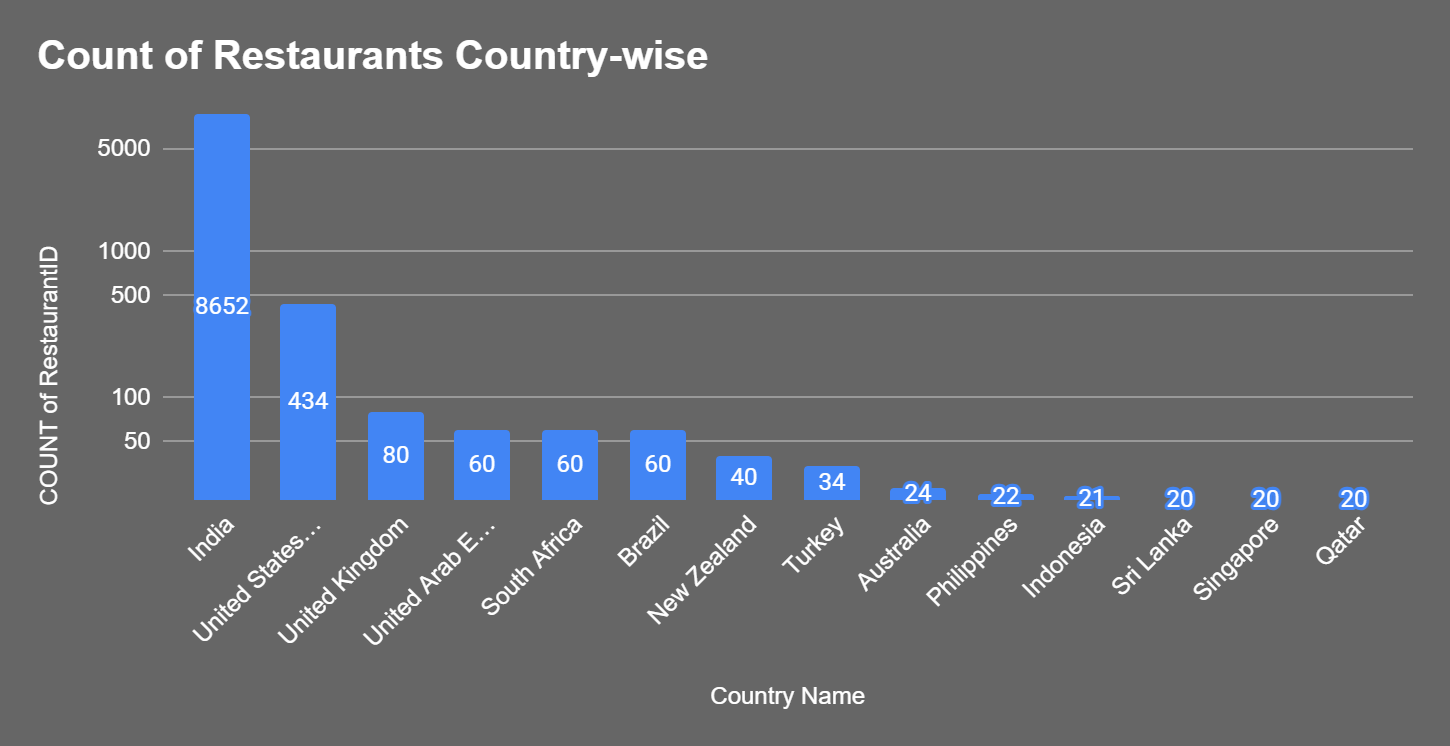 Count of Restaurants Country-wise
COUNT of RestaurantID
5000
1000
500
100
50
8652
434
80
60
60
60
40
34
24
22
21
20
20
20
India
United States…
United Kingdom
United Arab E…
South Africa
Brazil
New Zealand
Turkey
Australia
Philippines
Indonesia
Sri Lanka
Singapore
Qatar
Country Name